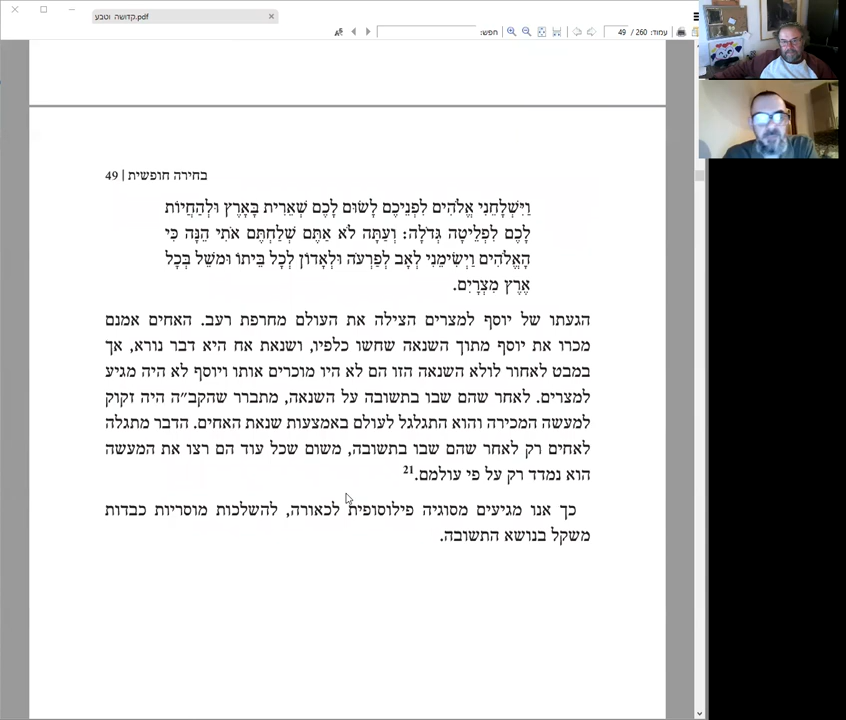 קדושה וטבע.pdf
עמוד: 49 / 260
חפש:
בחירה חופשית | 49
וַיִּשְׁלָחֵנִי אֱלֹהִים לִפְנֵיכֶם לָשׂוּם לָכֶם שְׁאֵרִית בָּאָרֶץ וּלְהַחֲיוֹת
לָכֶם לִפְלֵיטָה גְּדֹלָה: וְעַתָּה לֹא אַתֶּם שְׁלַחְתֶּם אֹתִי הֵנָּה כִּי
הָאֱלֹהִים וַיְשִׂימֵנִי לְאָב לְפַרְעֹה וּלְאָדוֹן לְכָל בֵּיתוֹ וּמֹשֵׁל בְּכָל
אֶרֶץ מִצְרָיִם.
הגעתו של יוסף למצרים הצילה את העולם מחרפת רעב. האחים אמנם
מכרו את יוסף מתוך השנאה שחשו כלפיו, ושנאת אח היא דבר נורא, אך
במבט לאחור לולא השנאה הזו הם לא היו מוכרים אותו ויוסף לא היה מגיע
למצרים. לאחר שהם שבו בתשובה על השנאה, מתברר שהקב״ה היה זקוק
למעשה המכירה והוא התגלגל לעולם באמצעות שנאת האחים. הדבר מתגלה
לאחים רק לאחר שהם שבו בתשובה, משום שכל עוד הם רצו את המעשה
הוא נמדד רק על פי עולמם.21
כך אנו מגיעים מסוגיה פילוסופית לכאורה, להשלכות מוסריות כבדות
משקל בנושא התשובה.